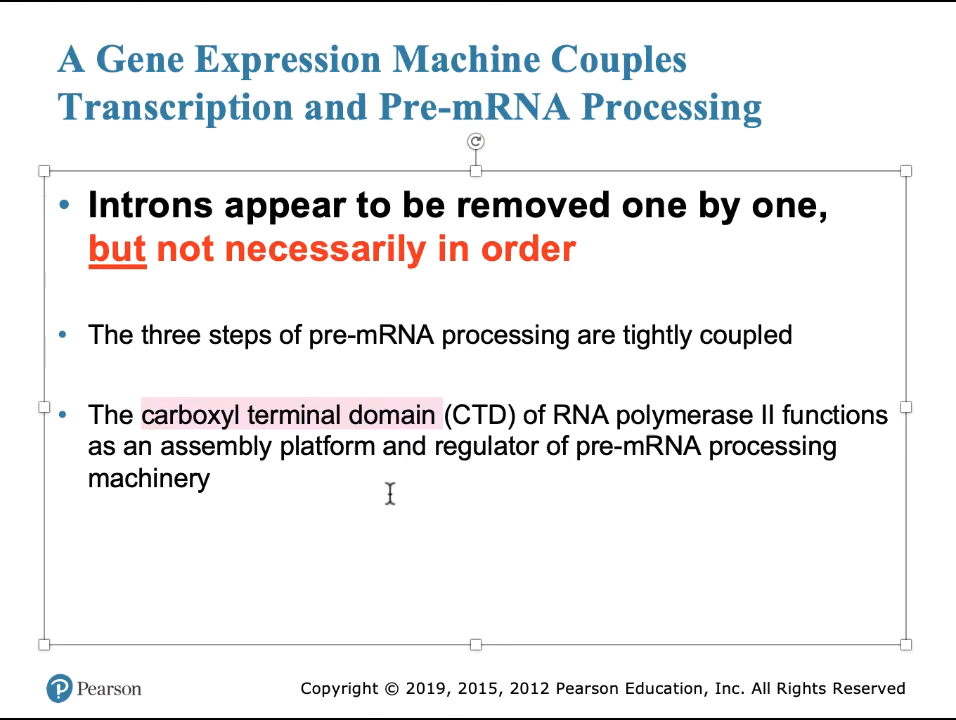 A Gene Expression Machine Couples
Transcription and Pre-mRNA Processing
• Introns appear to be removed one by one,
but not necessarily in order
• The three steps of pre-mRNA processing are tightly coupled
• The carboxyl terminal domain (CTD) of RNA polymerase II functions
as an assembly platform and regulator of pre-mRNA processing
machinery
Pearson
Copyright © 2019, 2015, 2012 Pearson Education, Inc. All Rights Reserved